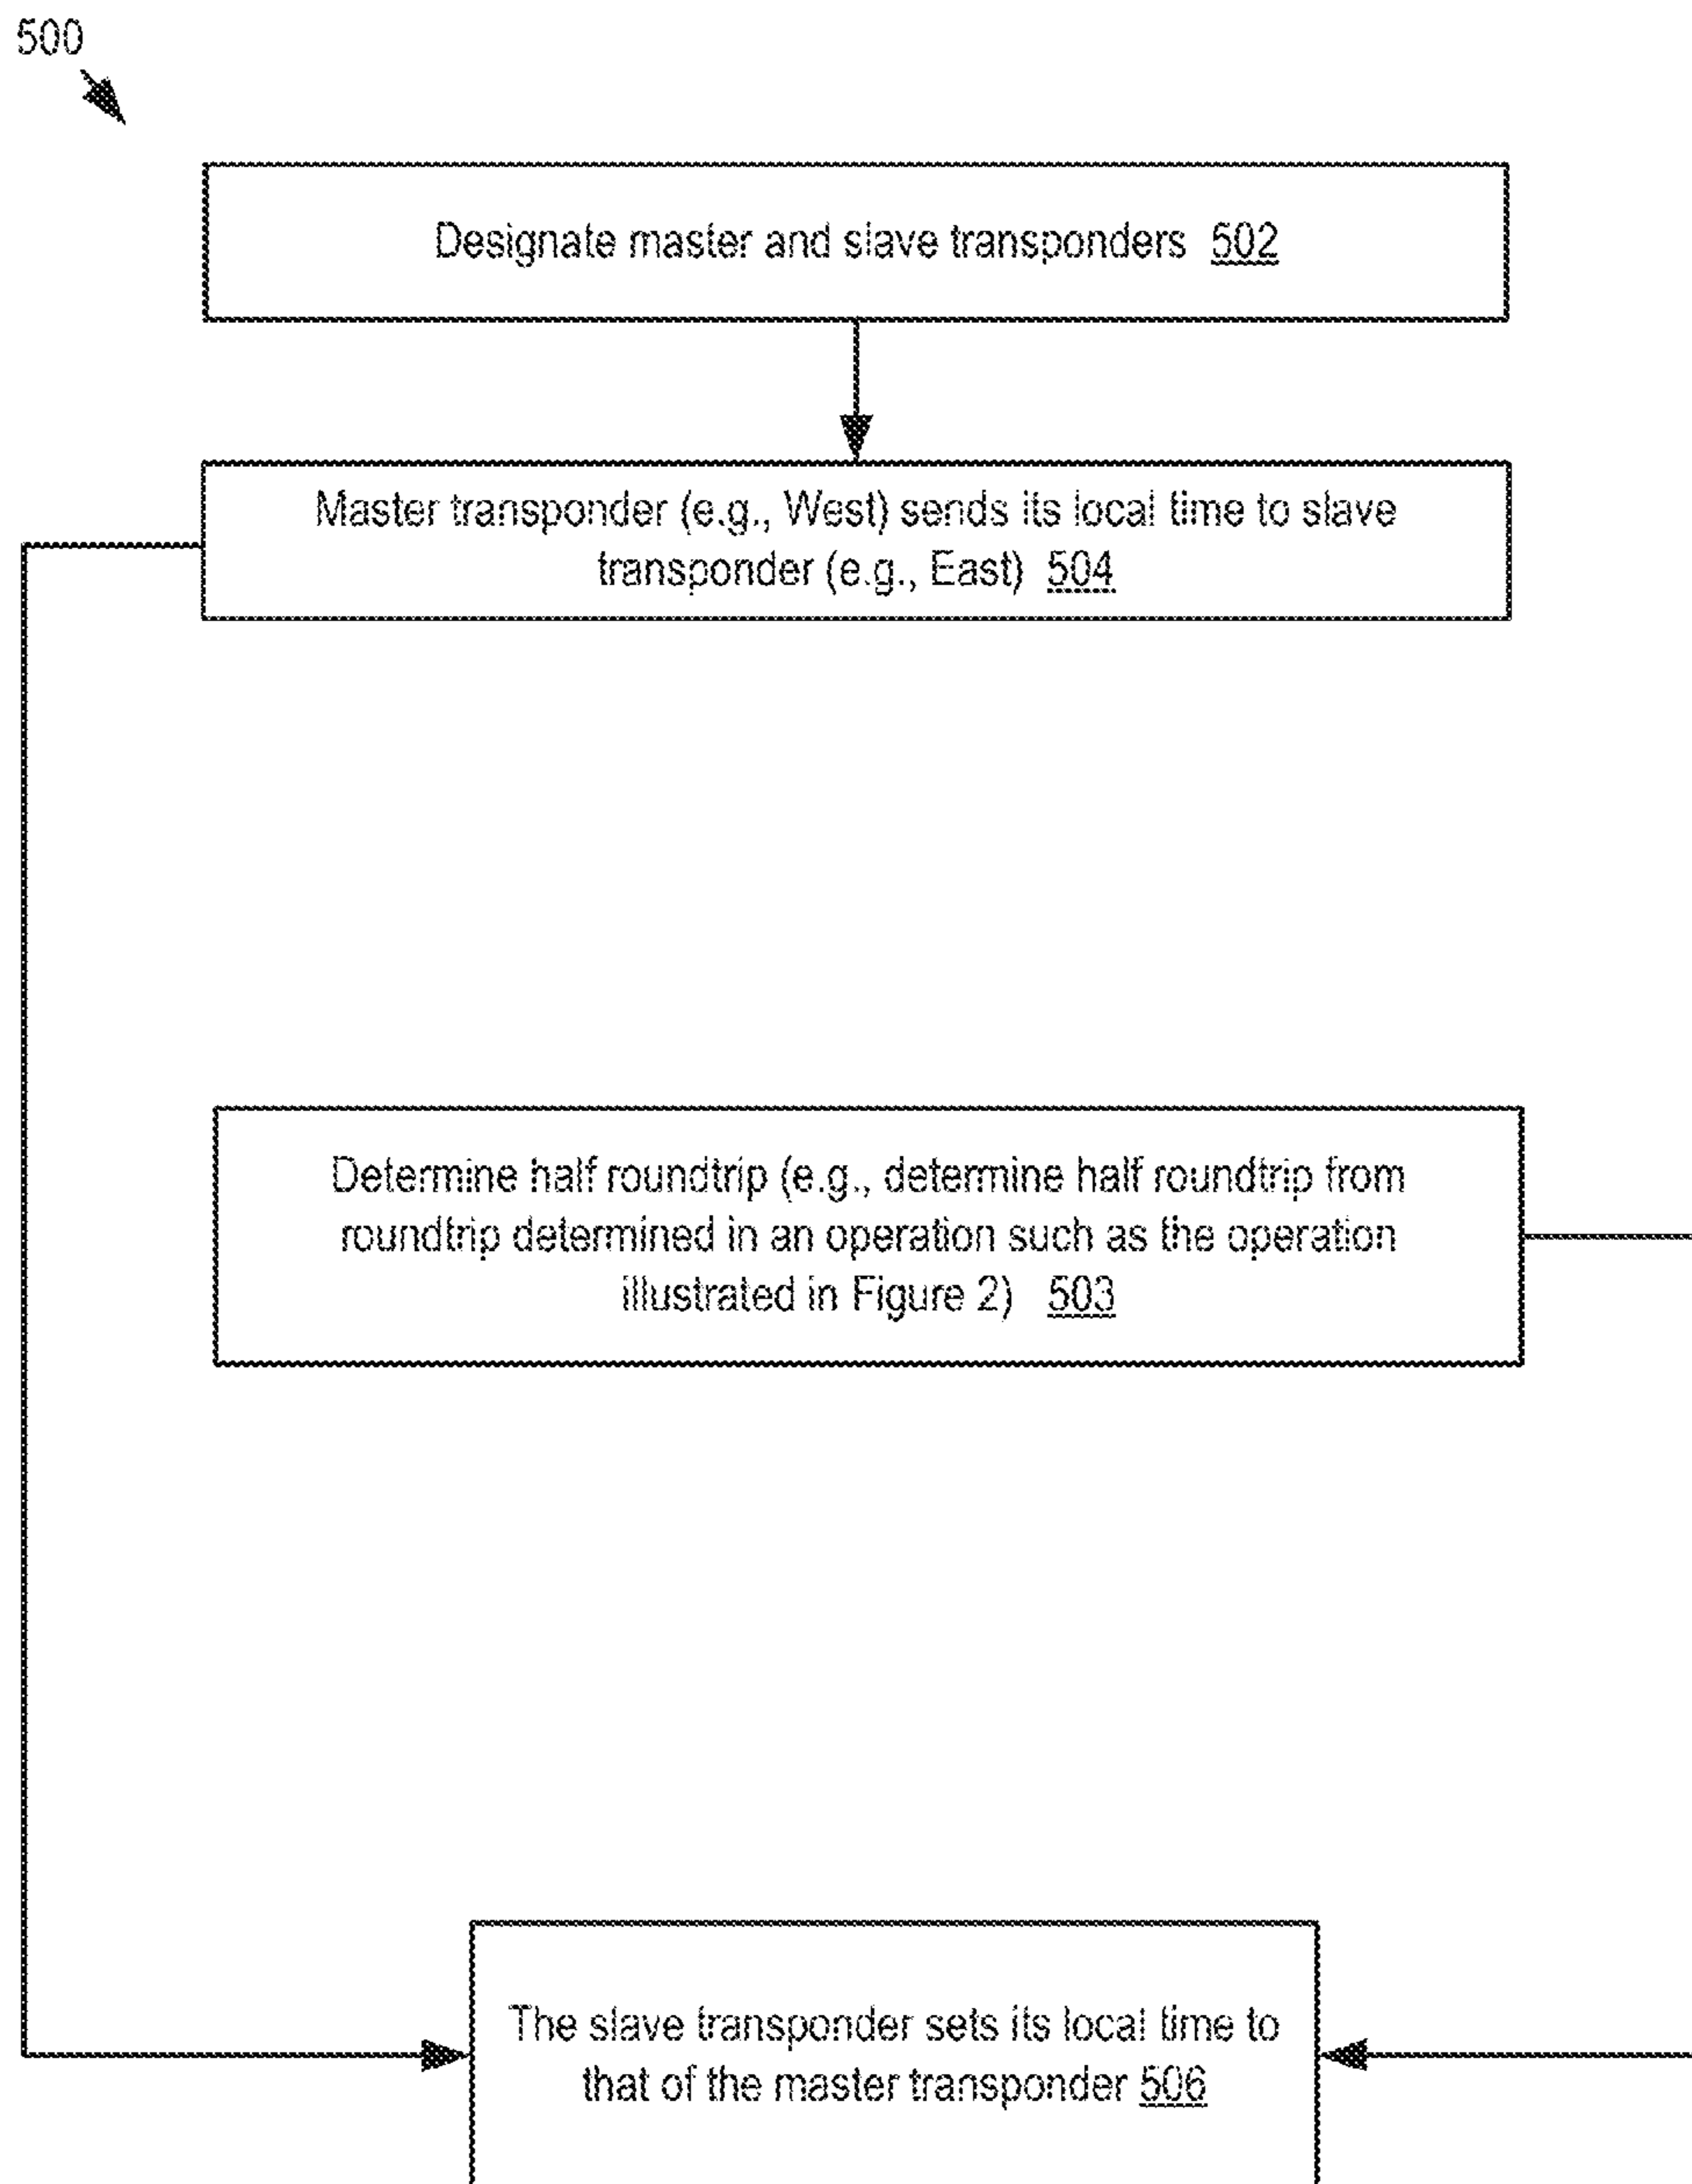 500
Designate master and slave transponders 502
Master transponder (e.g., West) sends its local time to slave
transponder (e.g., East) 504
Determine half roundtrip (e.g., determine half roundtrip from
roundtrip determined in an operation such as the operation
illustrated in Figure 2) 503
The slave transponder sets its local time to
that of the master transponder 506